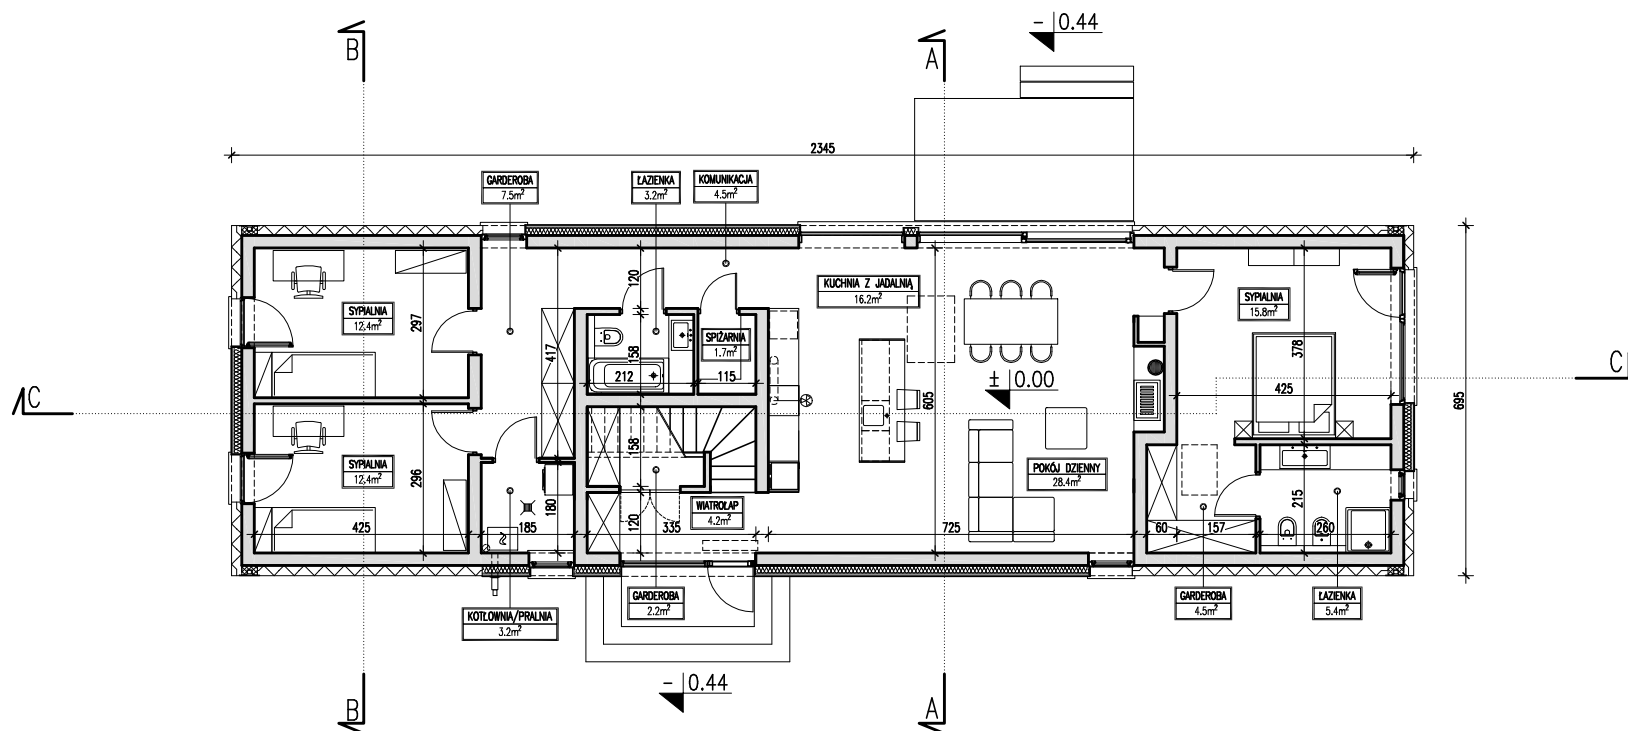 - 0.44
B
A
2345
GARDEROBA
7.5m²
ŁAZIENKA
3.2m²
KOMUNIKACJA
4.5m²
120
KUCHNIA Z JADALNIĄ
16.2m²
SYPIALNIA
12.4m²
297
417
158
SPIŻARNIA
1.7m²
212
115
± 0.00
605
SYPIALNIA
15.8m²
378
425
C
C
695
SYPIALNIA
12.4m²
296
425
180
185
158
120
335
WIATROŁAP
4.2m²
POKÓJ DZIENNY
28.4m²
725
60
157
215
260
KOTŁOWNIA/PRALNIA
3.2m²
GARDEROBA
2.2m²
GARDEROBA
4.5m²
ŁAZIENKA
5.4m²
- 0.44
B
A